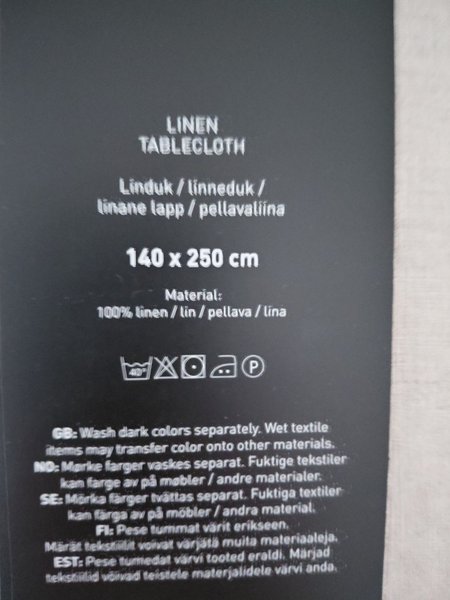 LINEN
TABLECLOTH
Linduk / linneduk /
linane lapp / pellavaliina
140 x 250 cm
Material:
100% linen / lin / pellava / lina
40°
P
GB: Wash dark colors separately. Wet textile
items may transfer color onto other materials.
NO: Mørke farger vaskes separat. Fuktige tekstiler
kan farge av på møbler / andre materialer.
SE: Mörka färger tvättas separat. Fuktiga textiler
kan färga av på möbler / andra material.
FI: Pese tummat värit erikseen.
Märät tekstiilit voivat värjätä muita materiaaleja.
EST: Pese tumedat värvi tooted eraldi. Märjad
tekstiilid võivad teistele materjalidele värvi anda.